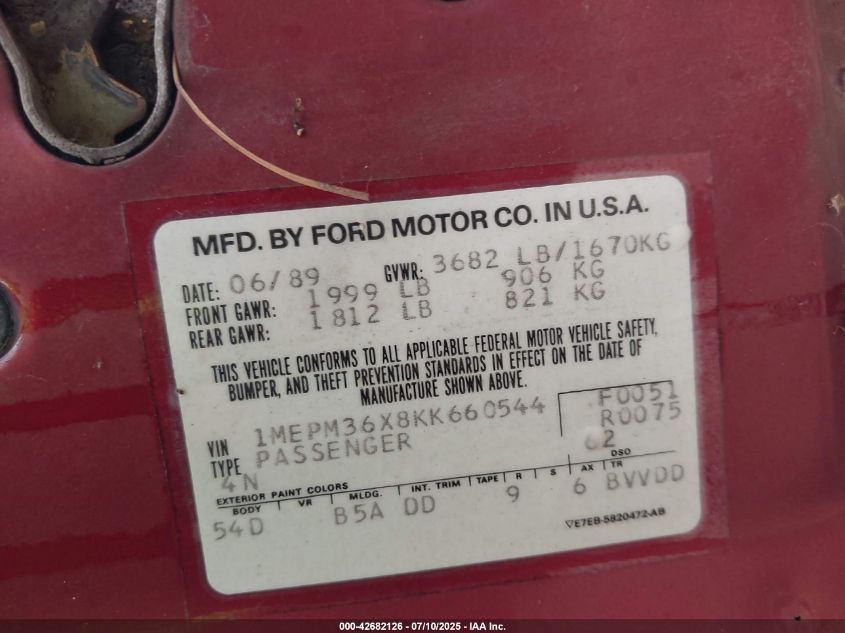 MFD. BY FORD MOTOR CO. IN U.S.A.
DATE: 06/89 GVWR: 3682 LB/1670KG
FRONT GAWR: 1999 LB 906 KG
REAR GAWR: 1812 LB 821 KG
THIS VEHICLE CONFORMS TO ALL APPLICABLE FEDERAL MOTOR VEHICLE SAFETY,
BUMPER, AND THEFT PREVENTION STANDARDS IN EFFECT ON THE DATE OF
MANUFACTURE SHOWN ABOVE.
VIN 1MEPM36X8KK660544 F0051
TYPE PASSENGER R0075
4N 62
EXTERIOR PAINT COLORS DSO
BODY VR MLDG. INT. TRIM TAPE R S AX TR
54D B5A DD 9 6 BVVDD
E7EB-5820472-AB
000-42682126 - 07/10/2025 - IAA Inc.